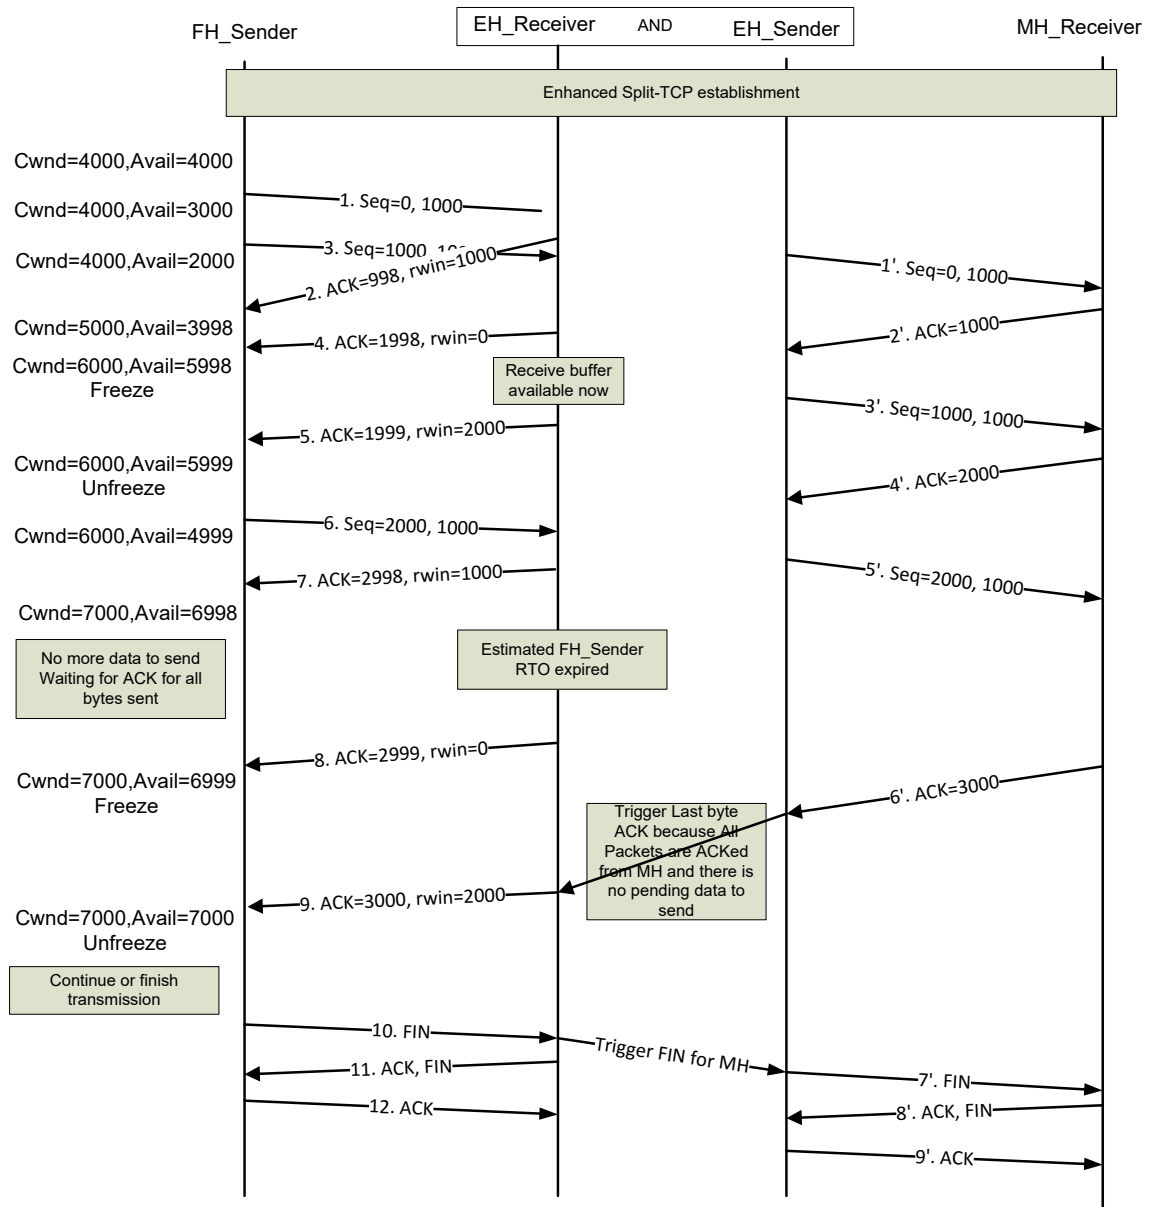 FH_Sender
EH_Receiver AND EH_Sender
MH_Receiver
Enhanced Split-TCP establishment
Cwnd=4000,Avail=4000
1. Seq=0, 1000
Cwnd=4000,Avail=3000
3. Seq=1000,
2. ACK=998, rwin=1000
Cwnd=4000,Avail=2000
1'. Seq=0, 1000
Cwnd=5000,Avail=3998
4. ACK=1998, rwin=0
2'. ACK=1000
Cwnd=6000,Avail=5998
Freeze
Receive buffer
available now
3'. Seq=1000, 1000
5. ACK=1999, rwin=2000
Cwnd=6000,Avail=5999
Unfreeze
4'. ACK=2000
6. Seq=2000, 1000
Cwnd=6000,Avail=4999
7. ACK=2998, rwin=1000
5'. Seq=2000, 1000
Cwnd=7000,Avail=6998
No more data to send
Waiting for ACK for all
bytes sent
Estimated FH_Sender
RTO expired
8. ACK=2999, rwin=0
Cwnd=7000,Avail=6999
Freeze
6'. ACK=3000
Trigger Last byte
ACK because All
Packets are ACKed
from MH and there is
no pending data to
send
9. ACK=3000, rwin=2000
Cwnd=7000,Avail=7000
Unfreeze
Continue or finish
transmission
10. FIN
Trigger FIN for MH
11. ACK, FIN
7'. FIN
12. ACK
8'. ACK, FIN
9'. ACK